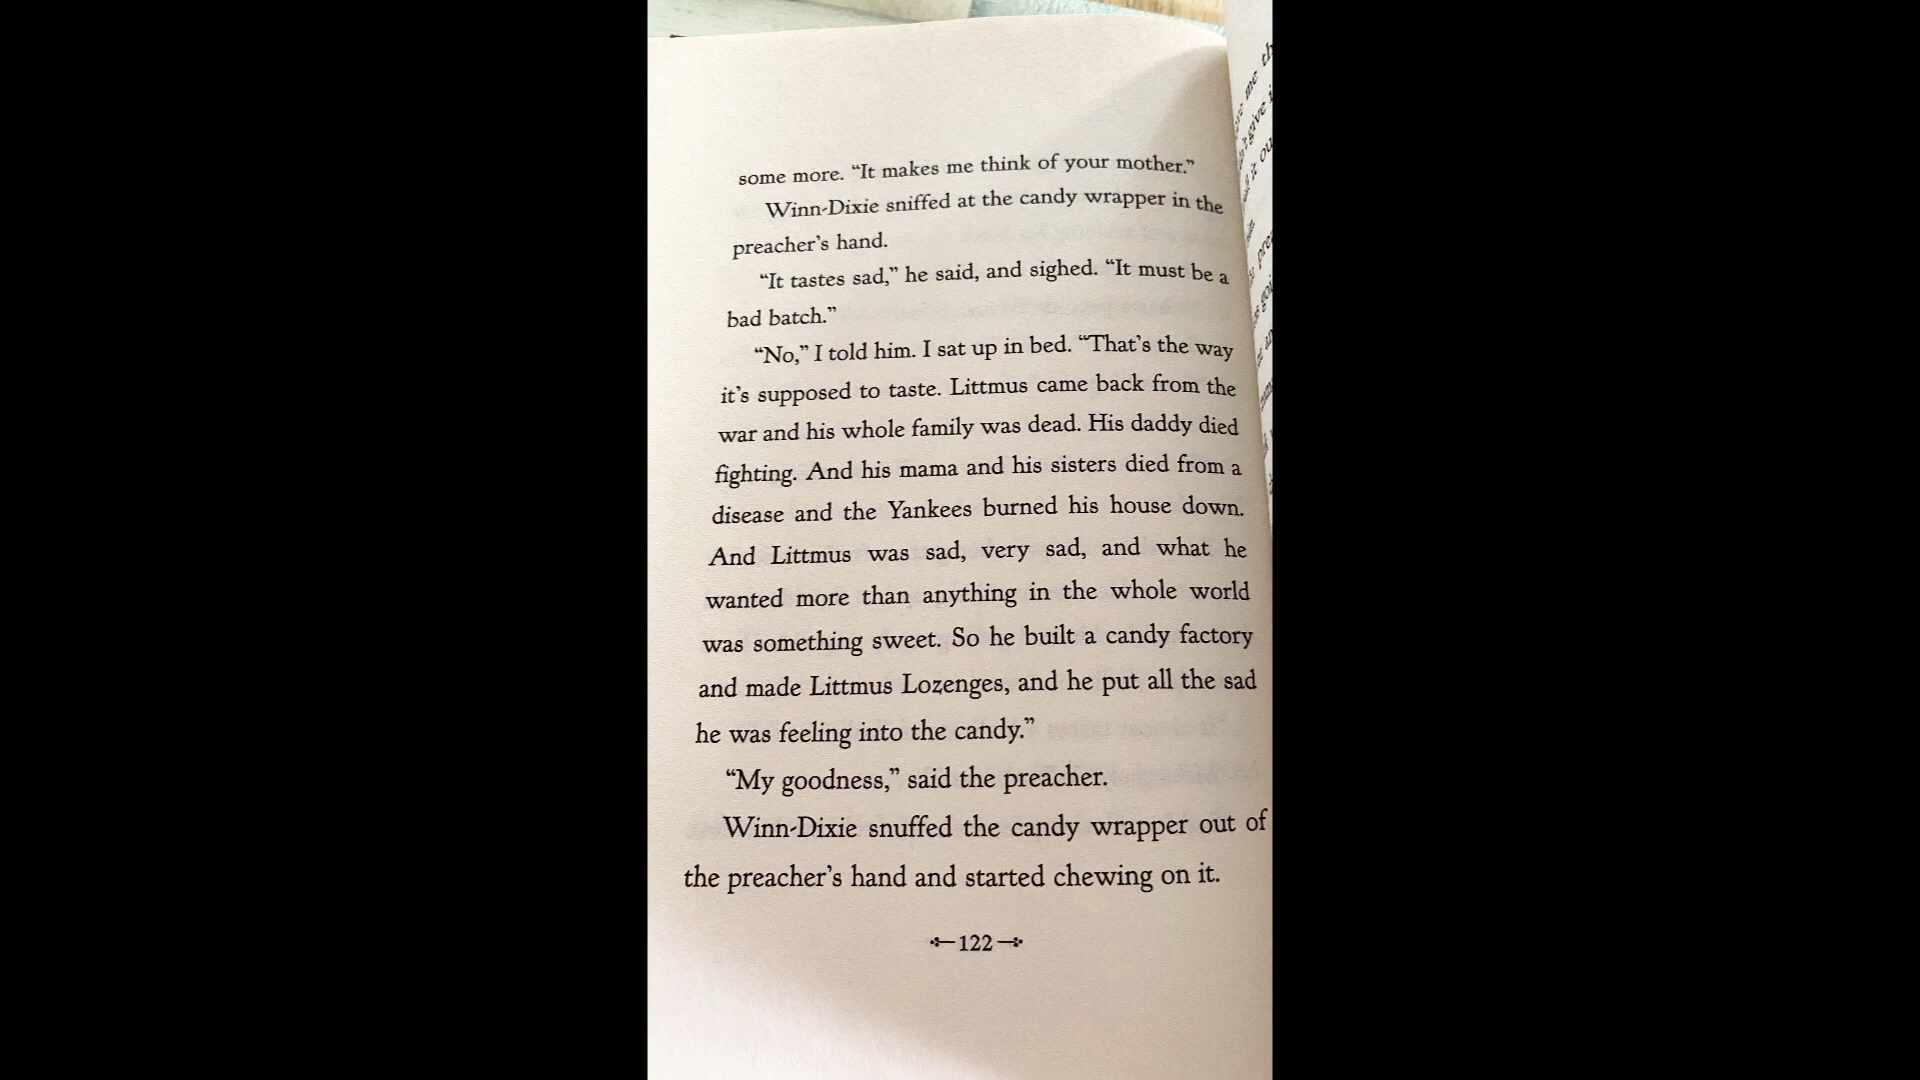 some more. “It makes me think of your mother.”
Winn-Dixie sniffed at the candy wrapper in the
preacher’s hand.
“It tastes sad,” he said, and sighed. “It must be a
bad batch.”
“No,” I told him. I sat up in bed. “That’s the way
it’s supposed to taste. Littmus came back from the
war and his whole family was dead. His daddy died
fighting. And his mama and his sisters died from a
disease and the Yankees burned his house down.
And Littmus was sad, very sad, and what he
wanted more than anything in the whole world
was something sweet. So he built a candy factory
and made Littmus Lozenges, and he put all the sad
he was feeling into the candy.”
“My goodness,” said the preacher.
Winn-Dixie snuffed the candy wrapper out of
the preacher’s hand and started chewing on it.
122
me th
give i
it ou